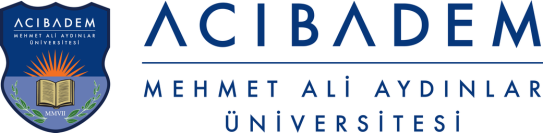 ACIBADEM
MEHMET ALİ AYDINLAR
ÜNİVERSİTESİ
MMVII
ACIBADEM
MEHMET ALİ AYDINLAR
ÜNİVERSİTESİ